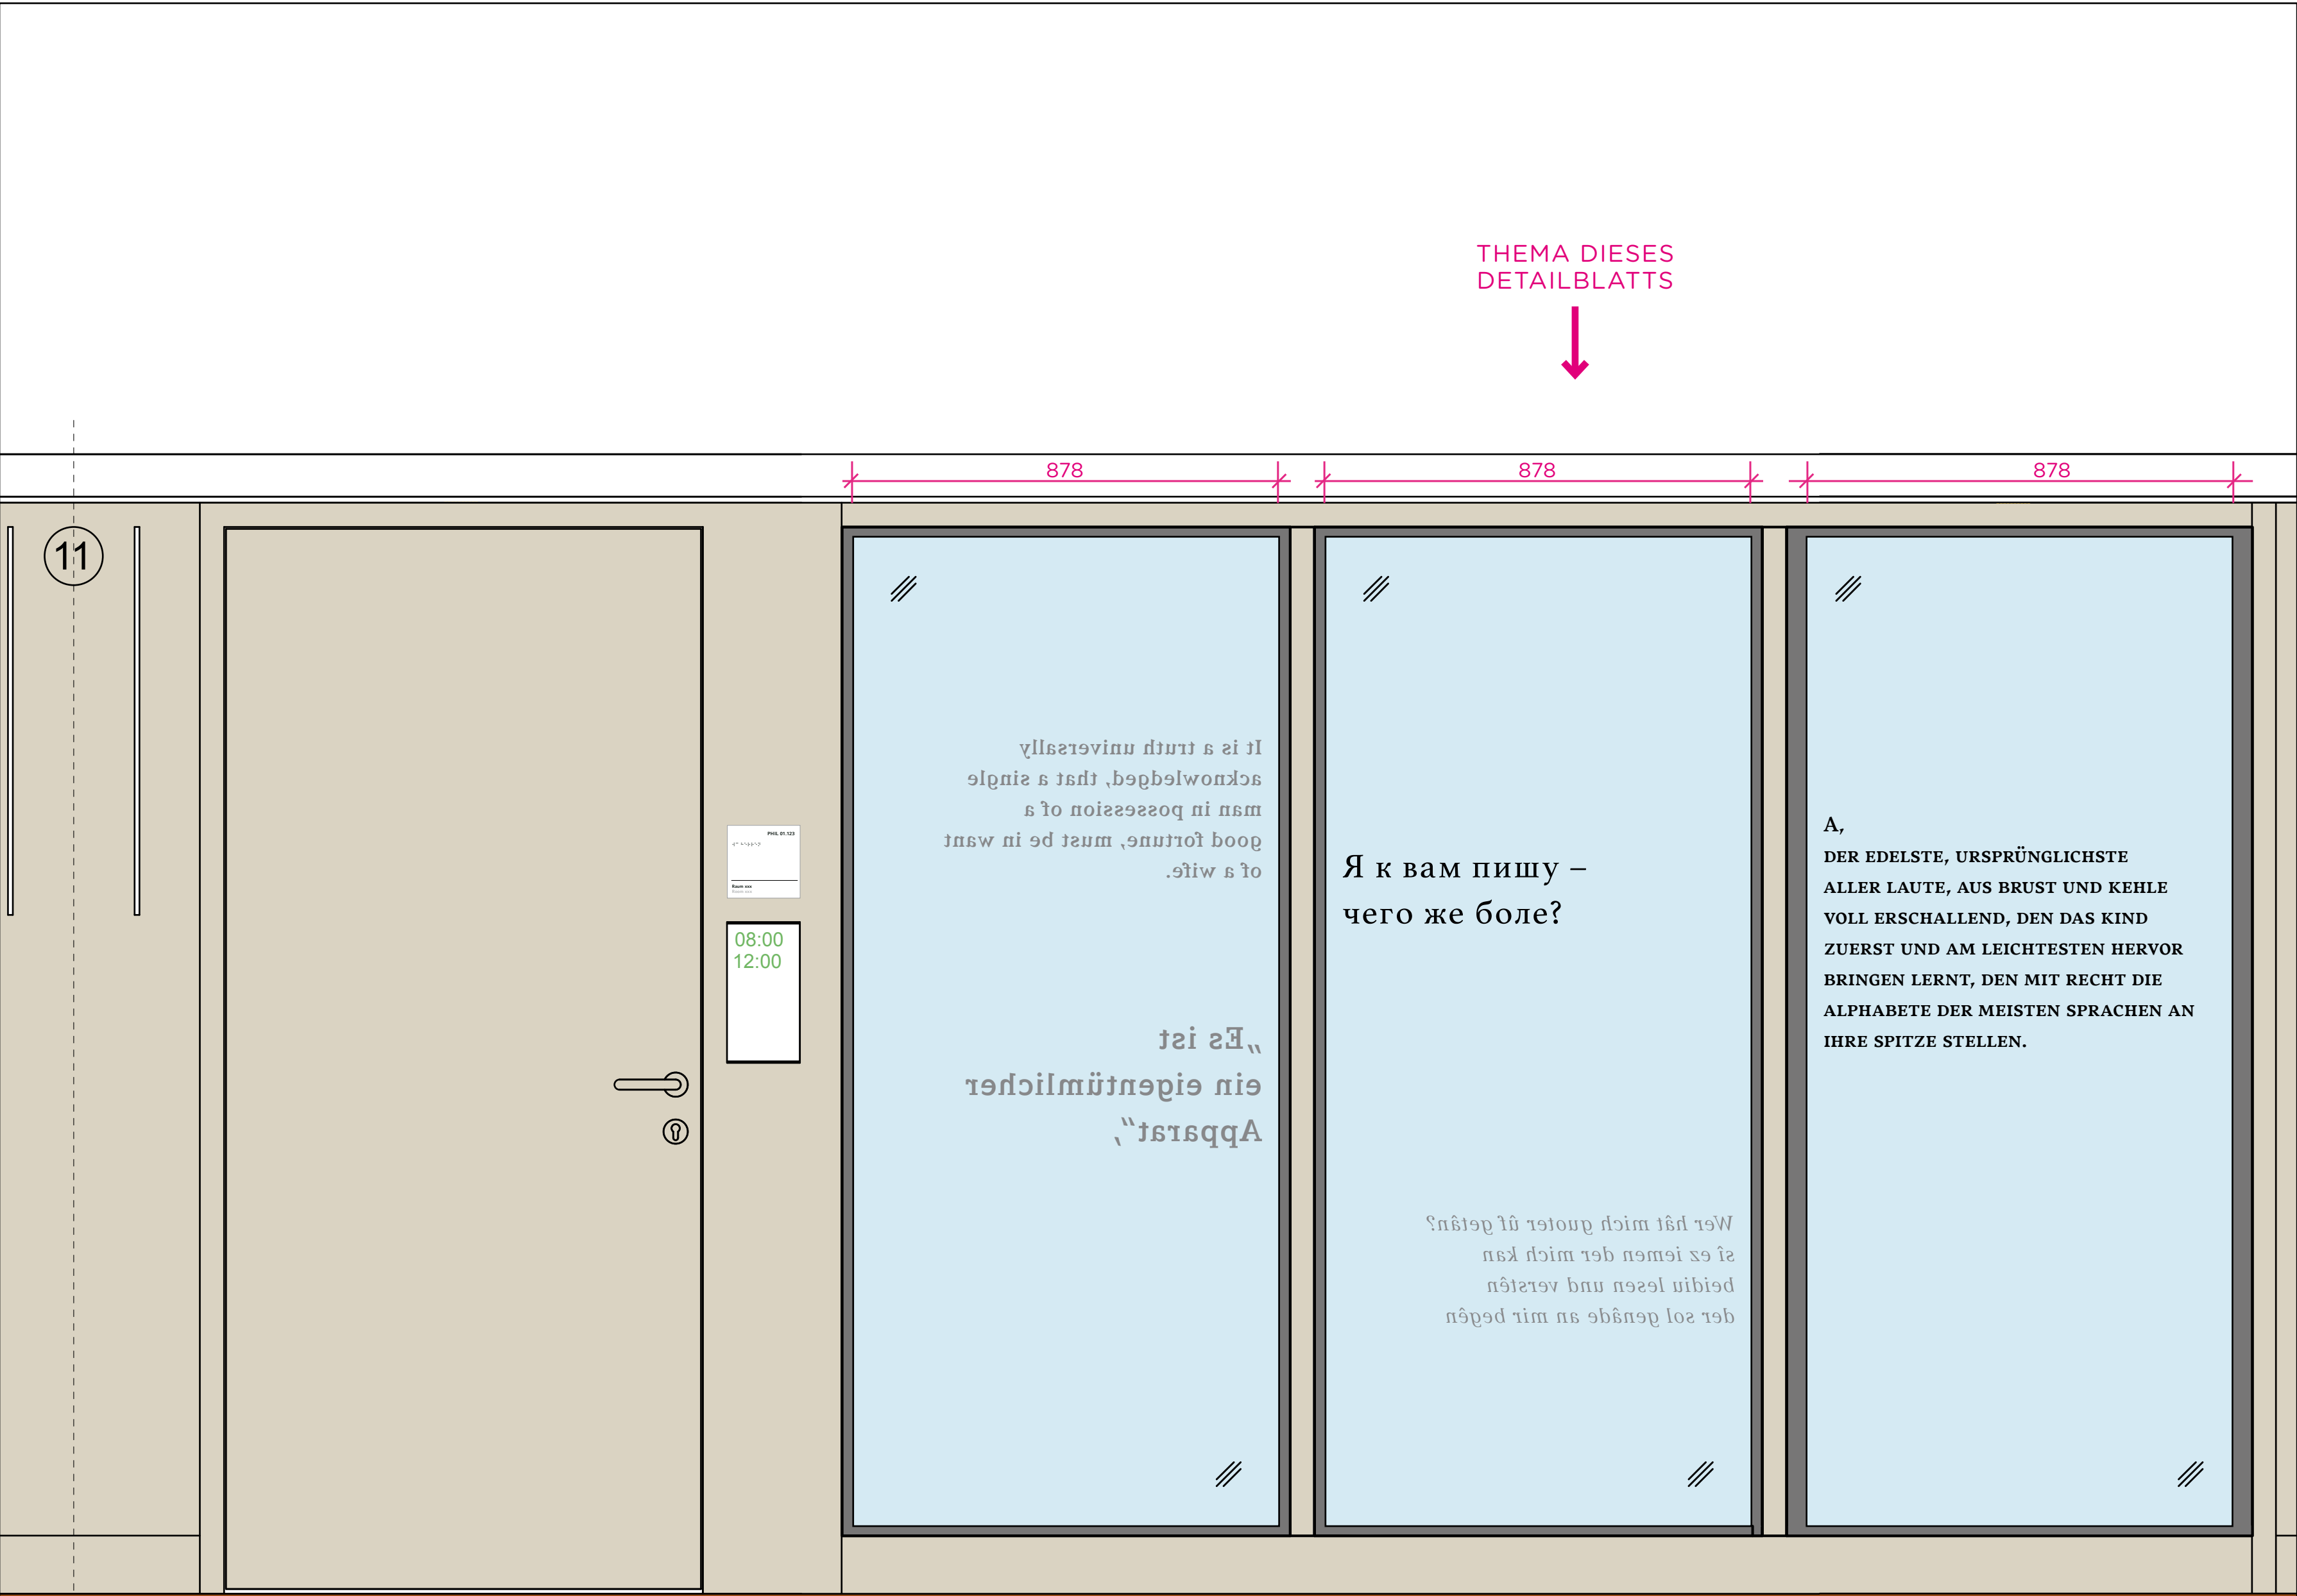 THEMA DIESES
DETAILBLATTS
878
878
878
11
PHIL 01.123
Raum xxx
08:00
12:00
It is a truth universally
acknowledged, that a single
man in possession of a
good fortune, must be in want
of a wife.
„Es ist
ein eigentümlicher
Apparat“,
Я к вам пишу –
чего же боле?
Wer hât mich guoter ûf getân?
sî ez iemen der mich kan
beidiu lesen und verstên
der sol genâde an mir begên
A,
DER EDELSTE, URSPRÜNGLICHSTE
ALLER LAUTE, AUS BRUST UND KEHLE
VOLL ERSCHALLEND, DEN DAS KIND
ZUERST UND AM LEICHTESTEN HERVOR
BRINGEN LERNT, DEN MIT RECHT DIE
ALPHABETE DER MEISTEN SPRACHEN AN
IHRE SPITZE STELLEN.